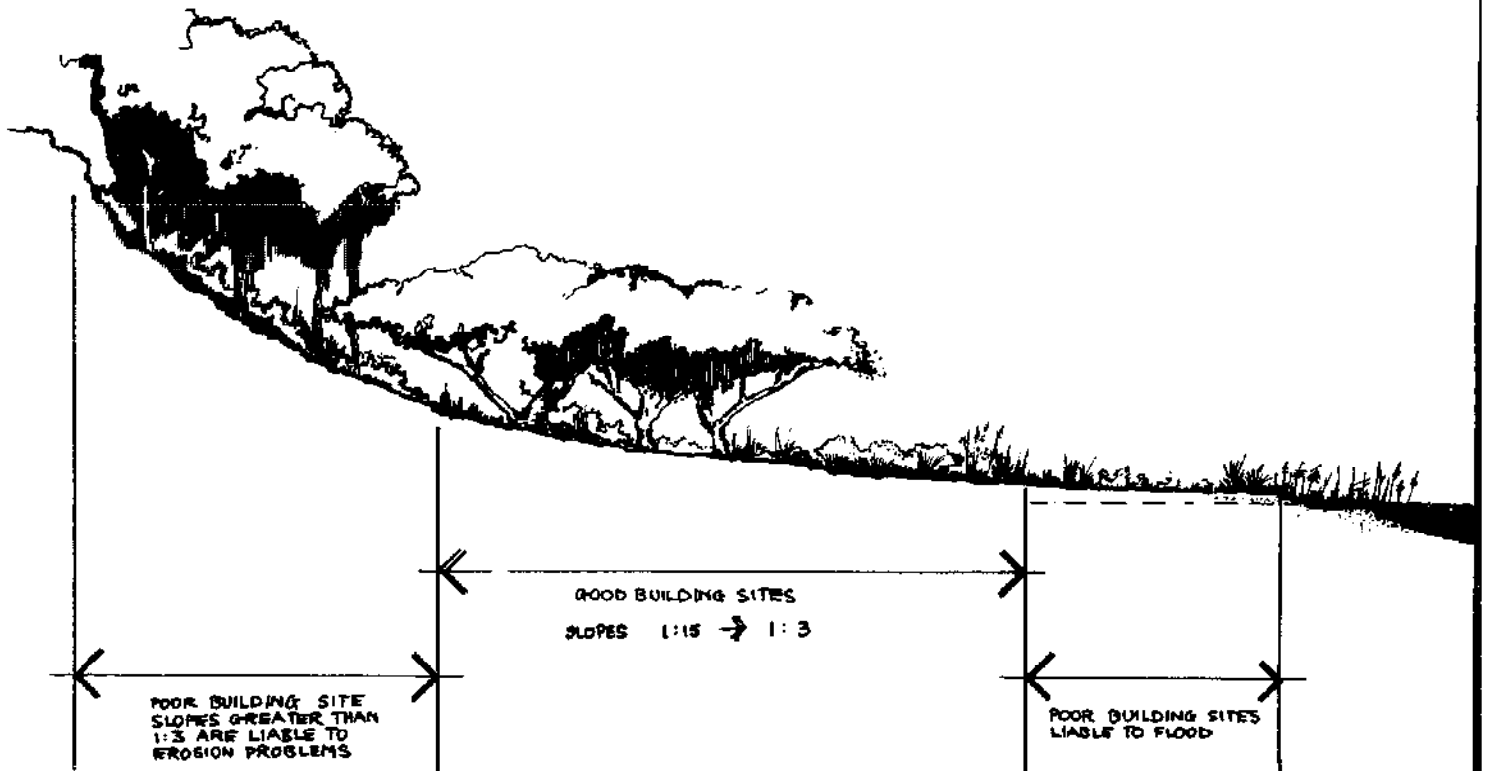 GOOD BUILDING SITES
SLOPES 1:15 → 1:3
POOR BUILDING SITE
SLOPES GREATER THAN
1:3 ARE LIABLE TO
EROSION PROBLEMS
POOR BUILDING SITES
LIABLE TO FLOOD